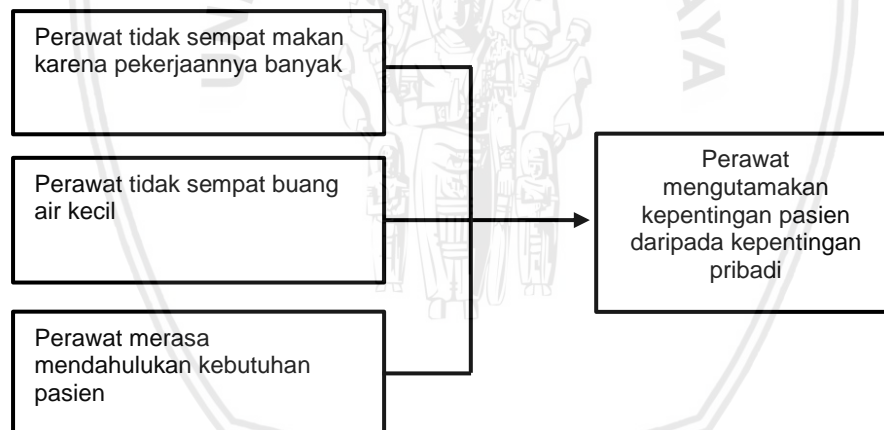 Perawat tidak sempat makan
karena pekerjaannya banyak
Perawat tidak sempat buang
air kecil
Perawat merasa
mendahulukan kebutuhan
pasien
Perawat
mengutamakan
kepentingan pasien
daripada kepentingan
pribadi
AYA